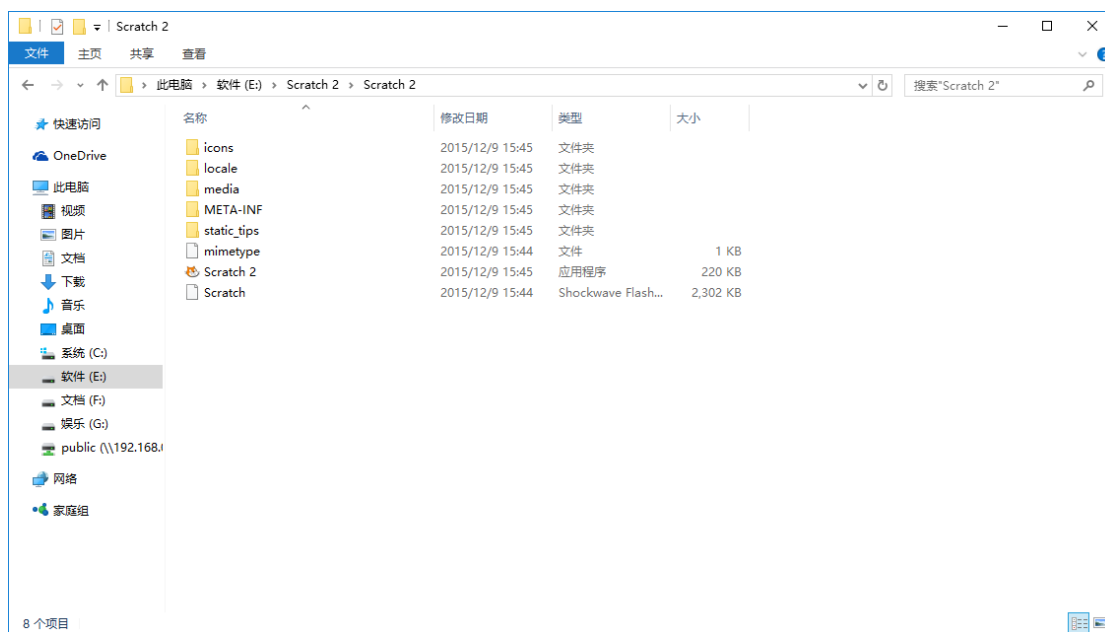 Scratch 2
文件 主页 共享 查看
此电脑 › 软件 (E:) › Scratch 2 › Scratch 2 搜索"Scratch 2"
名称 修改日期 类型 大小
快速访问
OneDrive
此电脑
视频
图片
文档
下载
音乐
桌面
系统 (C:)
软件 (E:)
文档 (F:)
娱乐 (G:)
public (\\192.168.
网络
家庭组
icons 2015/12/9 15:45 文件夹
locale 2015/12/9 15:45 文件夹
media 2015/12/9 15:45 文件夹
META-INF 2015/12/9 15:45 文件夹
static_tips 2015/12/9 15:45 文件夹
mimetype 2015/12/9 15:44 文件 1 KB
Scratch 2 2015/12/9 15:45 应用程序 220 KB
Scratch 2015/12/9 15:44 Shockwave Flash... 2,302 KB
8 个项目